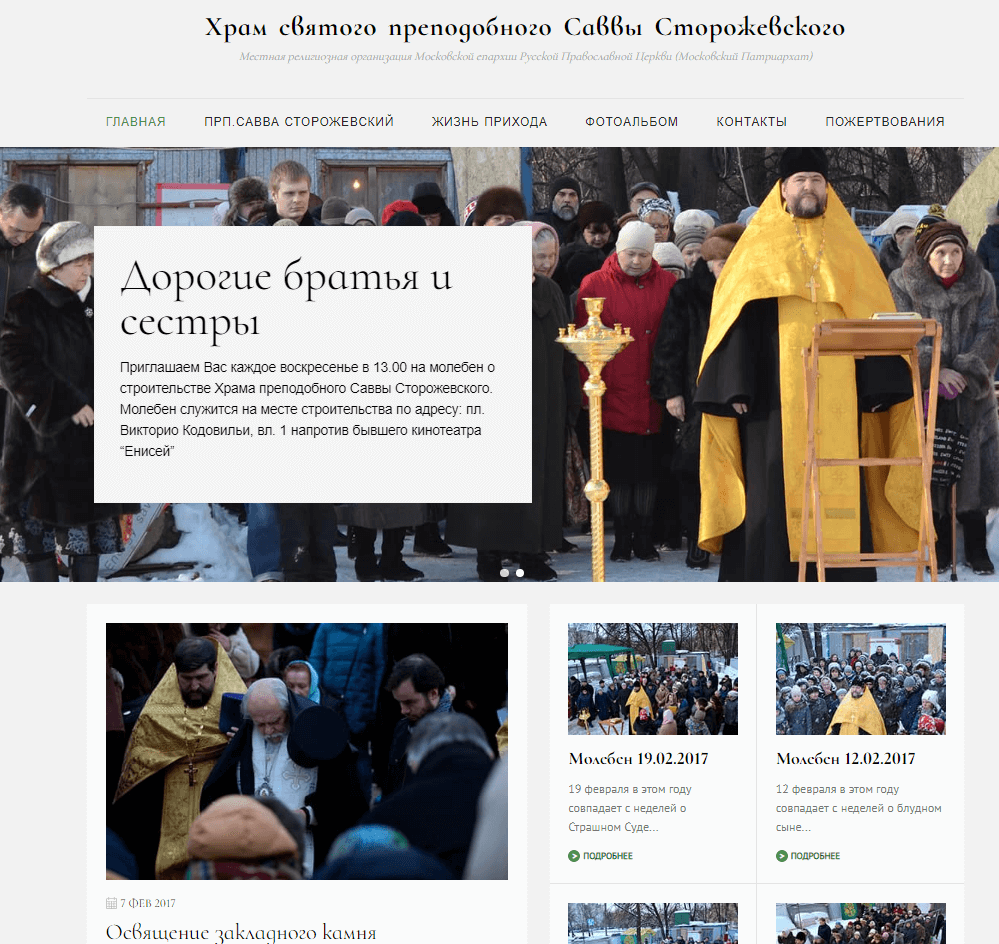 Храм святого преподобного Саввы Сторожевского
Местная религиозная организация Московской епархии Русской Православной Церкви (Московский Патриархат)
ГЛАВНАЯ ПРП.САВВА СТОРОЖЕВСКИЙ ЖИЗНЬ ПРИХОДА ФОТОАЛЬБОМ КОНТАКТЫ ПОЖЕРТВОВАНИЯ
Дорогие братья и
сестры
Приглашаем Вас каждое воскресенье в 13.00 на молебен о
строительстве Храма преподобного Саввы Сторожевского.
Молебен служится на месте строительства по адресу: пл.
Викторио Кодовильи, вл. 1 напротив бывшего кинотеатра
“Енисей”
7 ФЕВ 2017
Освящение закладного камня
Молебен 19.02.2017
19 февраля в этом году
совпадает с неделей о
Страшном Суде...
ПОДРОБНЕЕ
Молебен 12.02.2017
12 февраля в этом году
совпадает с неделей о блудном
сыне...
ПОДРОБНЕЕ